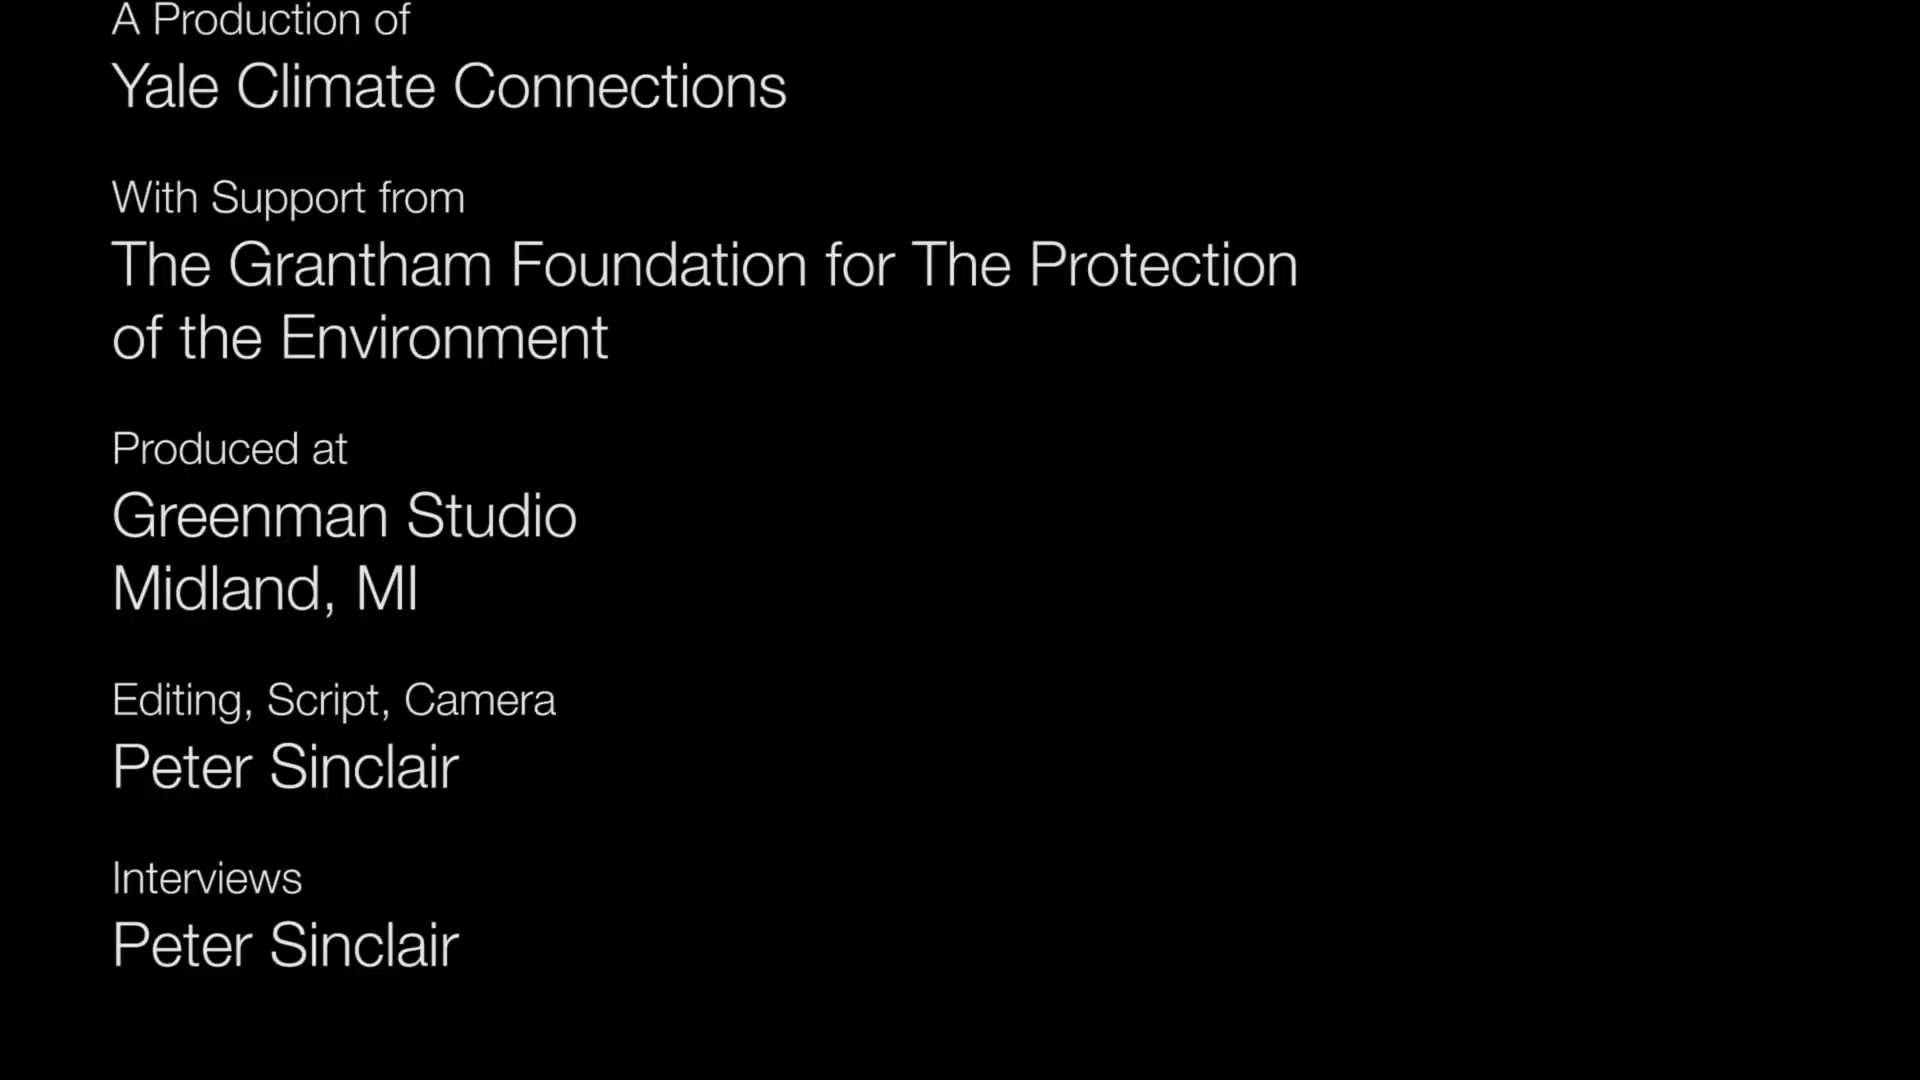 A Production of
Yale Climate Connections
With Support from
The Grantham Foundation for The Protection
of the Environment
Produced at
Greenman Studio
Midland, MI
Editing, Script, Camera
Peter Sinclair
Interviews
Peter Sinclair